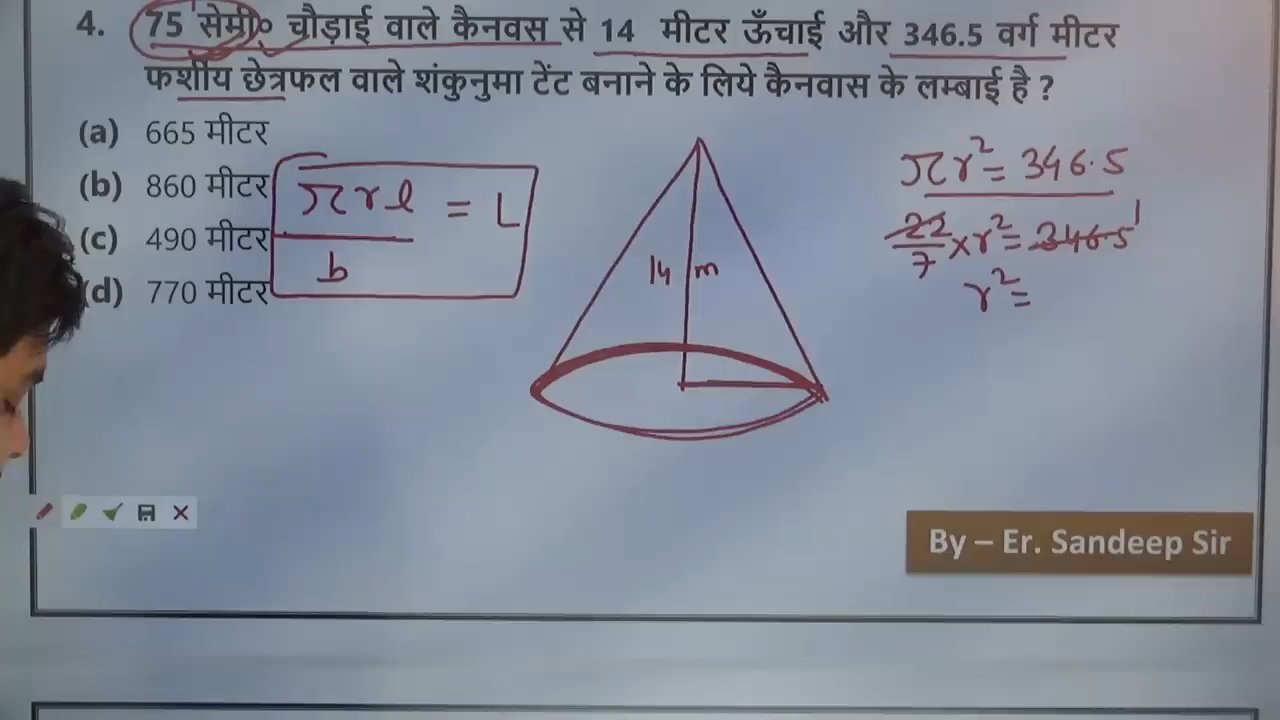 4. 75 सेमी० चौड़ाई वाले कैनवस से 14 मीटर ऊँचाई और 346.5 वर्ग मीटर
फर्शीय छेत्रफल वाले शंकुनुमा टेंट बनाने के लिये कैनवास के लम्बाई है ?
(a) 665 मीटर
(b) 860 मीटर
(c) 490 मीटर
(d) 770 मीटर
πrl = L
b
14 m
πr² = 346.5
22/7 × r² = 346.5
r² =
By – Er. Sandeep Sir